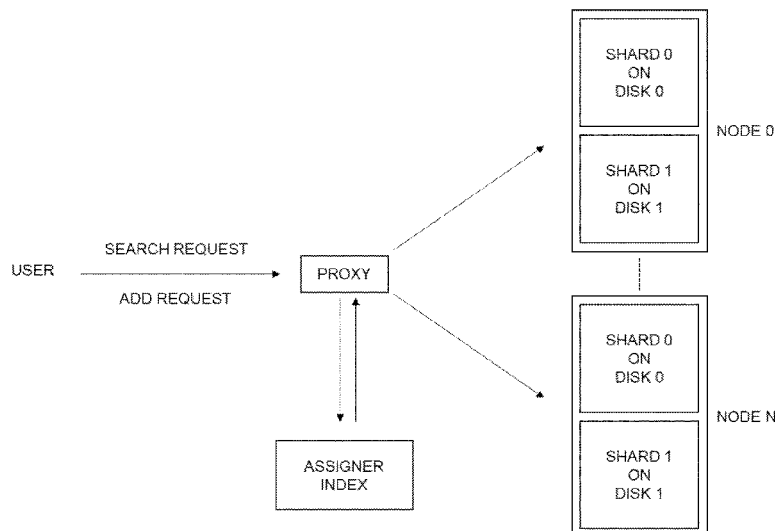 SHARD 0
ON
DISK 0
NODE 0
SHARD 1
ON
DISK 1
SEARCH REQUEST
USER
PROXY
ADD REQUEST
SHARD 0
ON
DISK 0
NODE N
SHARD 1
ON
DISK 1
ASSIGNER
INDEX